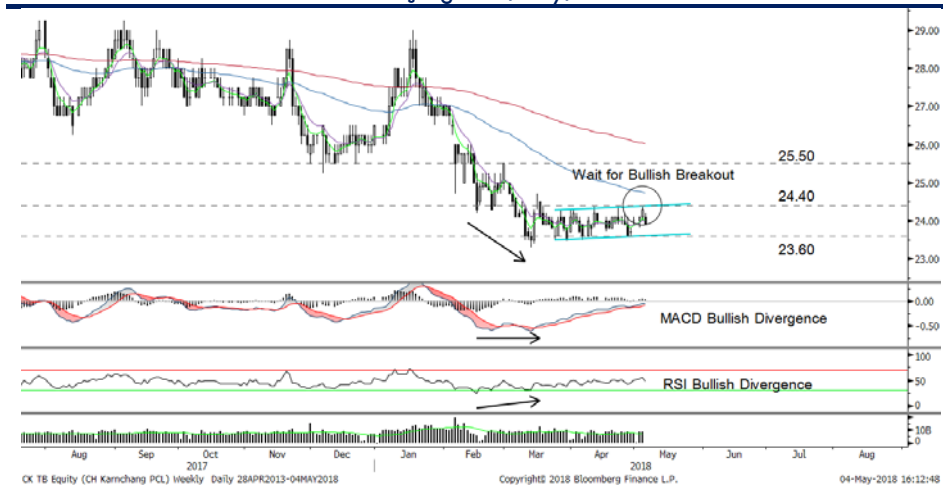 29.00
28.00
27.00
26.00
25.50
Wait for Bullish Breakout
25.00
24.40
24.00
23.60
23.00
0.00
MACD Bullish Divergence
-0.50
100
50
RSI Bullish Divergence
0
10B
0
Aug Sep Oct Nov Dec Jan Feb Mar Apr May Jun Jul Aug
2017 2018
CK TB Equity (CH Karnchang PCL) Weekly Daily 28APR2013-04MAY2018 Copyright© 2018 Bloomberg Finance L.P. 04-May-2018 16:12:48